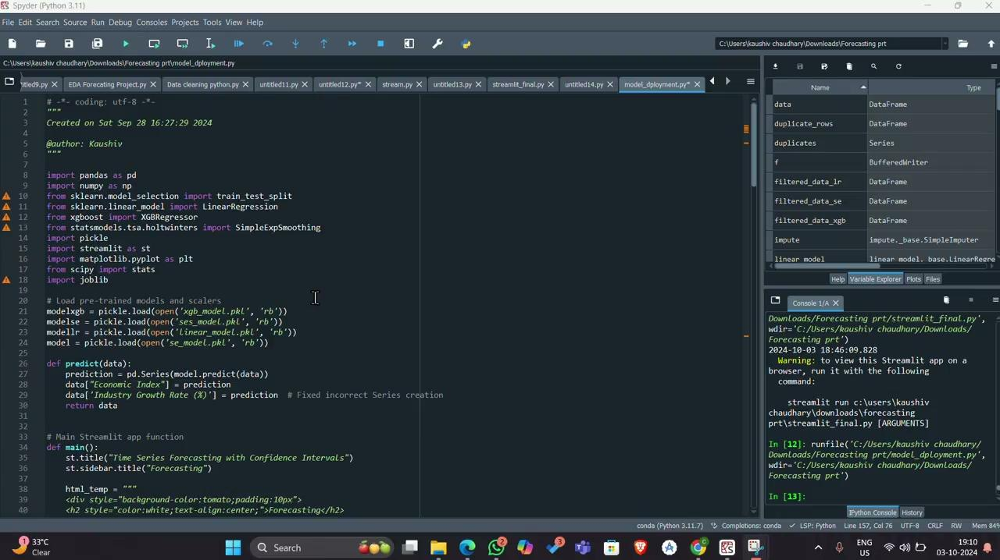 Spyder (Python 3.11)
File Edit Search Source Run Debug Consoles Projects Tools View Help
C:\Users\kaushiv chaudhary\Downloads\Forecasting prt
C:\Users\kaushiv chaudhary\Downloads\Forecasting prt\model_dployment.py
titled9.py EDA Forecating Project.py Data cleaning python.py untitled11.py untitled12.py* stream.py untitled13.py streamlit_final.py untitled14.py model_dployment.py*
1 # -*- coding: utf-8 -*-
2 """
3 Created on Sat Sep 28 16:27:29 2024
4
5 @author: Kaushiv
6 """
7
8 import pandas as pd
9 import numpy as np
10 from sklearn.model_selection import train_test_split
11 from sklearn.linear_model import LinearRegression
12 from xgboost import XGBRegressor
13 from statsmodels.tsa.holtwinters import SimpleExpSmoothing
14 import pickle
15 import streamlit as st
16 import matplotlib.pyplot as plt
17 from scipy import stats
18 import joblib
19
20 # Load pre-trained models and scalers
21 modelxgb = pickle.load(open('xgb_model.pkl', 'rb'))
22 modelse = pickle.load(open('ses_model.pkl', 'rb'))
23 modellr = pickle.load(open('linear_model.pkl', 'rb'))
24 model = pickle.load(open('se_model.pkl', 'rb'))
25
26 def predict(data):
27 prediction = pd.Series(model.predict(data))
28 data["Economic Index"] = prediction
29 data['Industry Growth Rate (%)'] = prediction # Fixed incorrect Series creation
30 return data
31
32
33 # Main Streamlit app function
34 def main():
35 st.title("Time Series Forecasting with Confidence Intervals")
36 st.sidebar.title("Forecasting")
37
38 html_temp = """
39 <div style="background-color:tomato;padding:10px">
40 <h2 style="color:white;text-align:center;">Forecasting</h2>
Name Type
data DataFrame
duplicate_rows DataFrame
duplicates Series
f BufferedWriter
filtered_data_lr DataFrame
filtered_data_se DataFrame
filtered_data_xgb DataFrame
impute impute._base.SimpleImputer
linear model linear model. base.LinearRegre
Help Variable Explorer Plots Files
Console 1/A
Downloads/Forecasting prt/streamlit_final.py',
wdir='C:/Users/kaushiv chaudhary/Downloads/
Forecasting prt')
2024-10-03 18:46:09.828
Warning: to view this Streamlit app on a
browser, run it with the following
command:
streamlit run c:\users\kaushiv
chaudhary\downloads\forecasting
prt\streamlit_final.py [ARGUMENTS]
In [12]: runfile('C:/Users/kaushiv chaudhary/
Downloads/Forecasting prt/model_dployment.py',
wdir='C:/Users/kaushiv chaudhary/Downloads/
Forecasting prt')
In [13]:
IPython Console History
conda (Python 3.11.7) Completions: conda LSP: Python Line 157, Col 76 UTF-8 CRLF RW Mem 84%
1 33°C
Clear
Search
2 3
ENG
US
19:10
03-10-2024